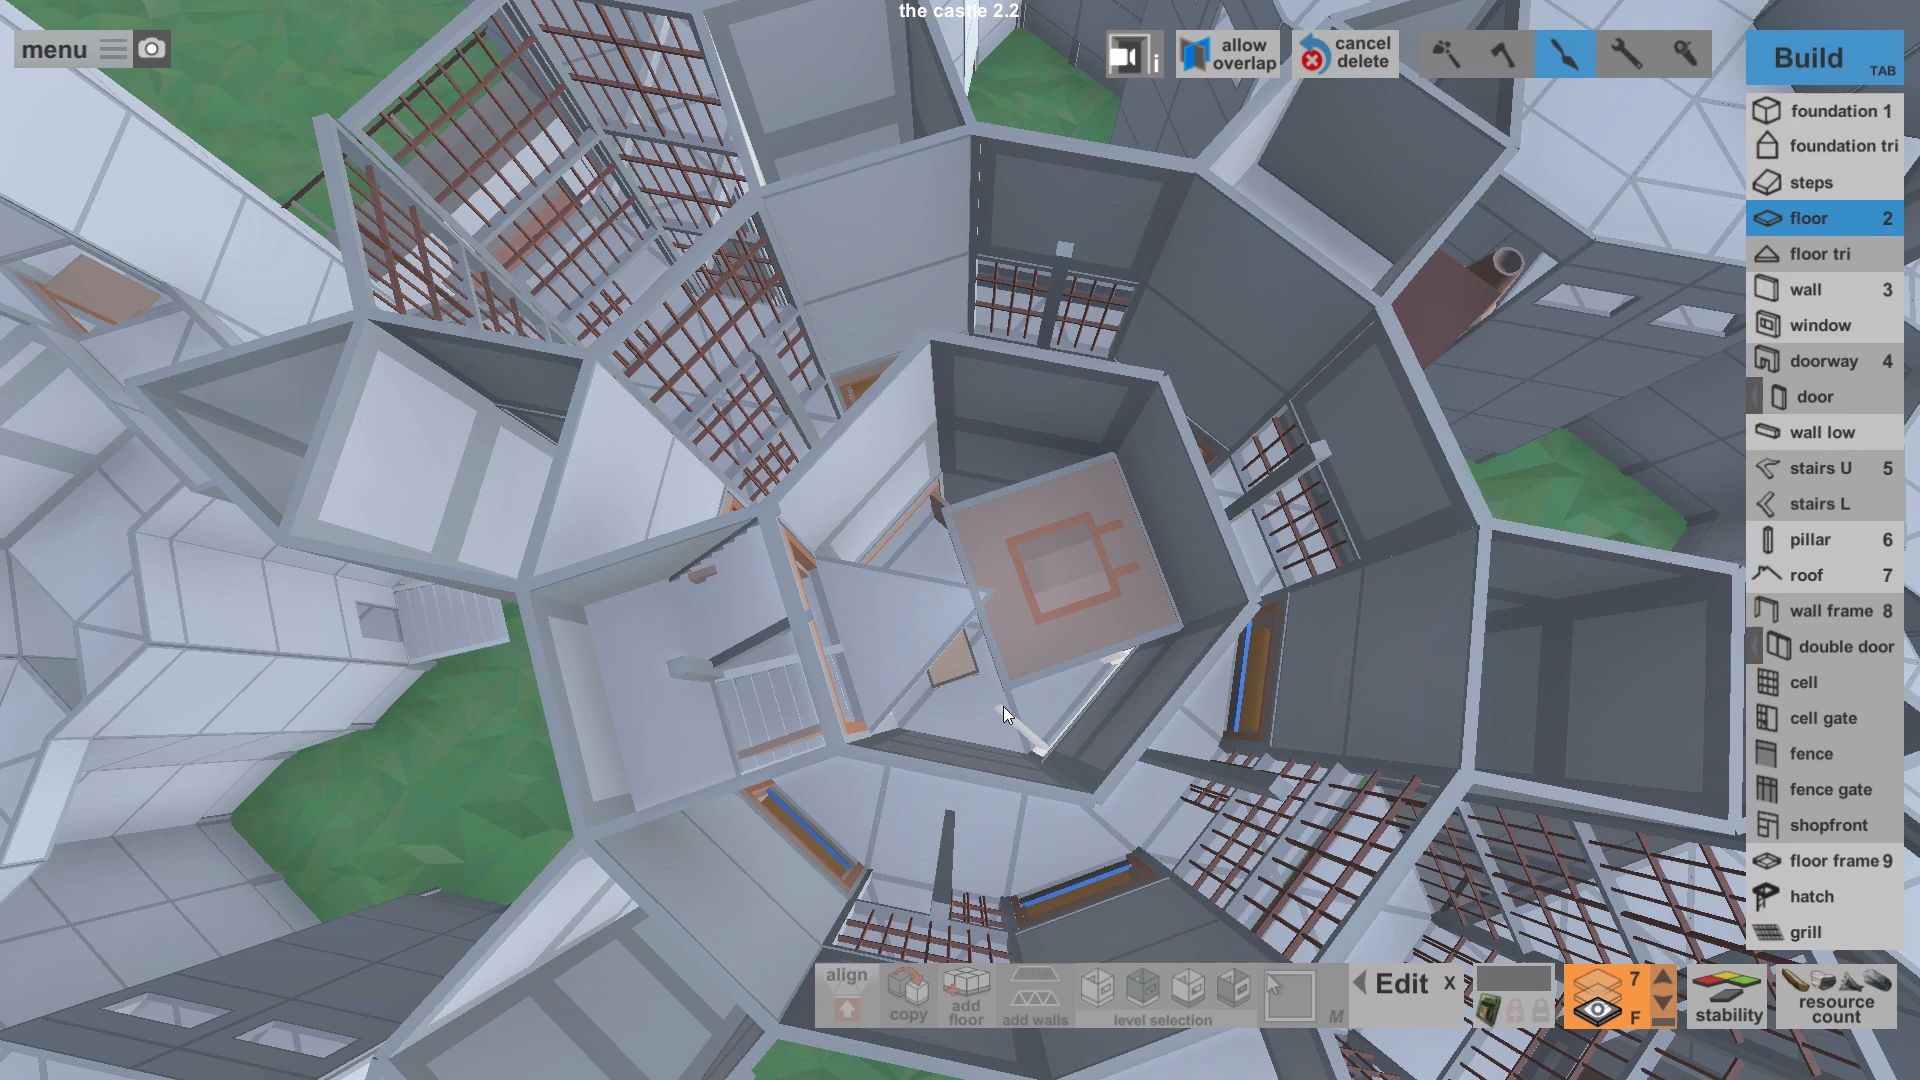 the castle 2.2
menu
i
allow
overlap
cancel
delete
Build
TAB
foundation 1
foundation tri
steps
floor 2
floor tri
wall 3
window
doorway 4
door
wall low
stairs U 5
stairs L
pillar 6
roof 7
wall frame 8
double door
cell
cell gate
fence
fence gate
shopfront
floor frame 9
hatch
grill
align
copy
add
floor
add walls
level selection
M
Edit x
7
F
stability
resource
count